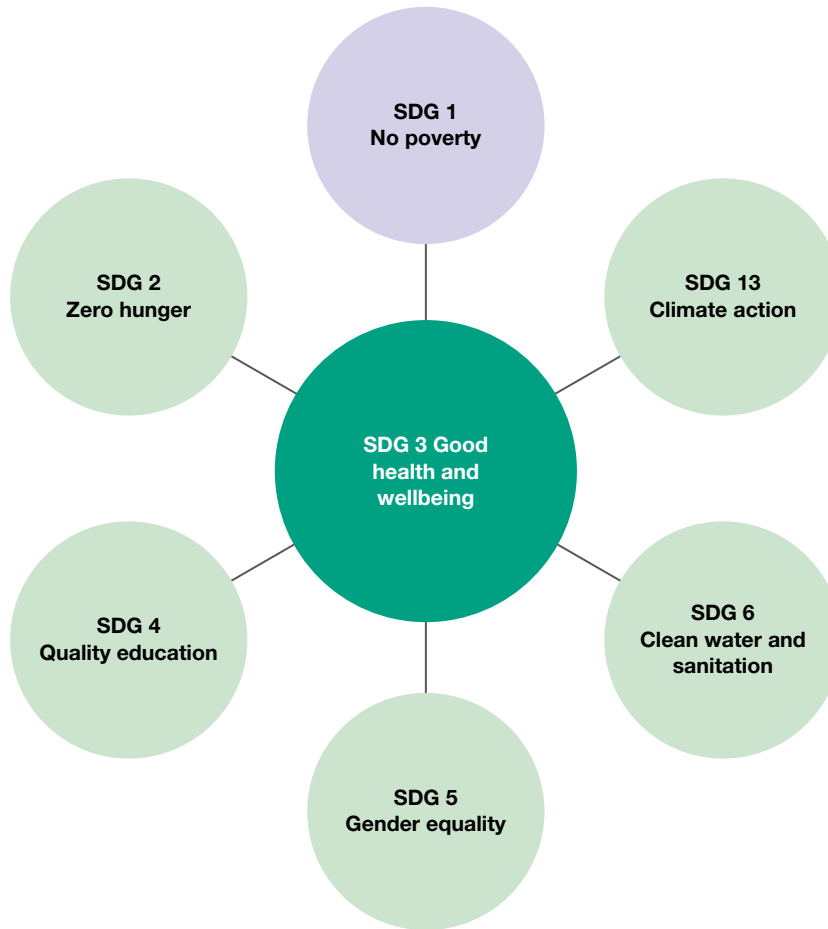 SDG 1
No poverty
SDG 2
Zero hunger
SDG 13
Climate action
SDG 3 Good
health and
wellbeing
SDG 4
Quality education
SDG 6
Clean water and
sanitation
SDG 5
Gender equality